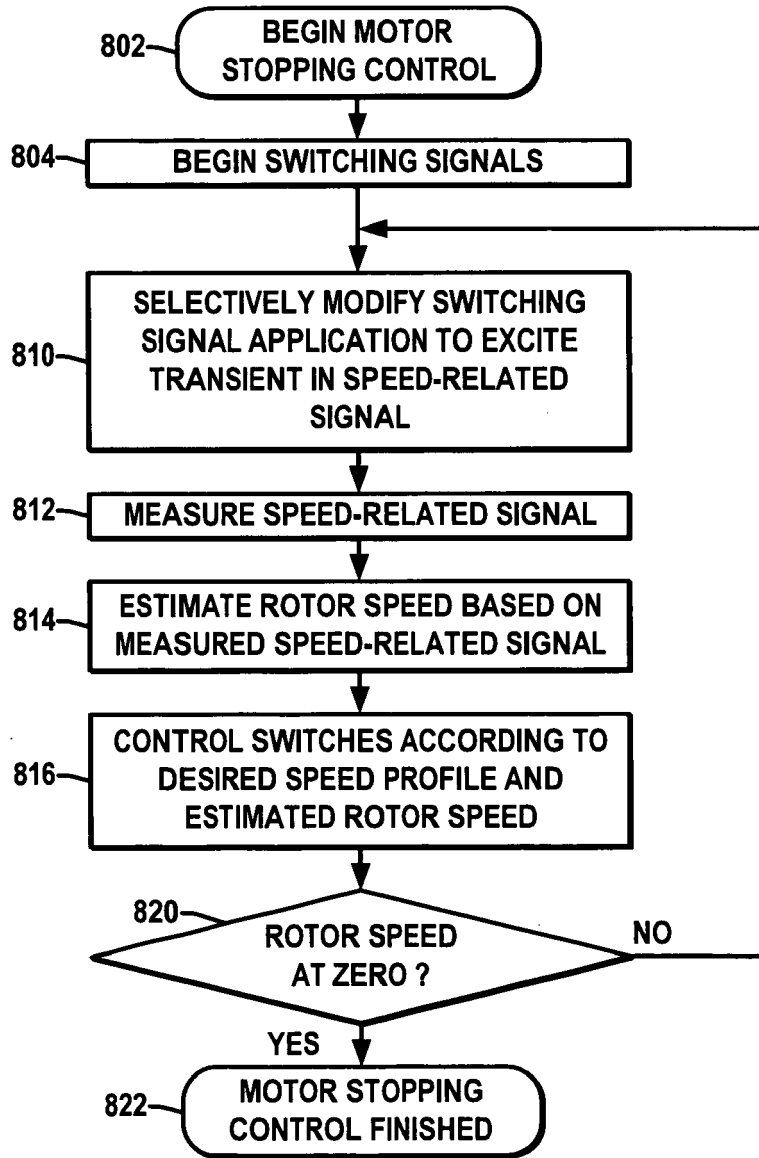 802
BEGIN MOTOR
STOPPING CONTROL
804
BEGIN SWITCHING SIGNALS
810
SELECTIVELY MODIFY SWITCHING
SIGNAL APPLICATION TO EXCITE
TRANSIENT IN SPEED-RELATED
SIGNAL
812
MEASURE SPEED-RELATED SIGNAL
814
ESTIMATE ROTOR SPEED BASED ON
MEASURED SPEED-RELATED SIGNAL
816
CONTROL SWITCHES ACCORDING TO
DESIRED SPEED PROFILE AND
ESTIMATED ROTOR SPEED
820
ROTOR SPEED
AT ZERO ?
NO
YES
822
MOTOR STOPPING
CONTROL FINISHED